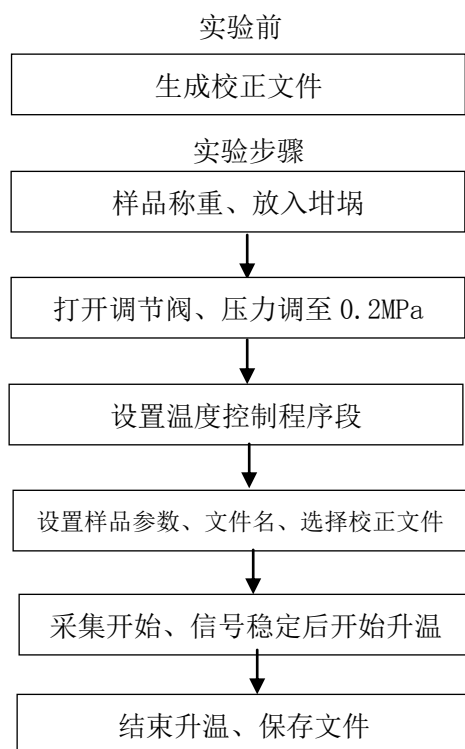 实验前
生成校正文件
实验步骤
样品称重、放入坩埚
打开调节阀、压力调至 0.2MPa
设置温度控制程序段
设置样品参数、文件名、选择校正文件
采集开始、信号稳定后开始升温
结束升温、保存文件